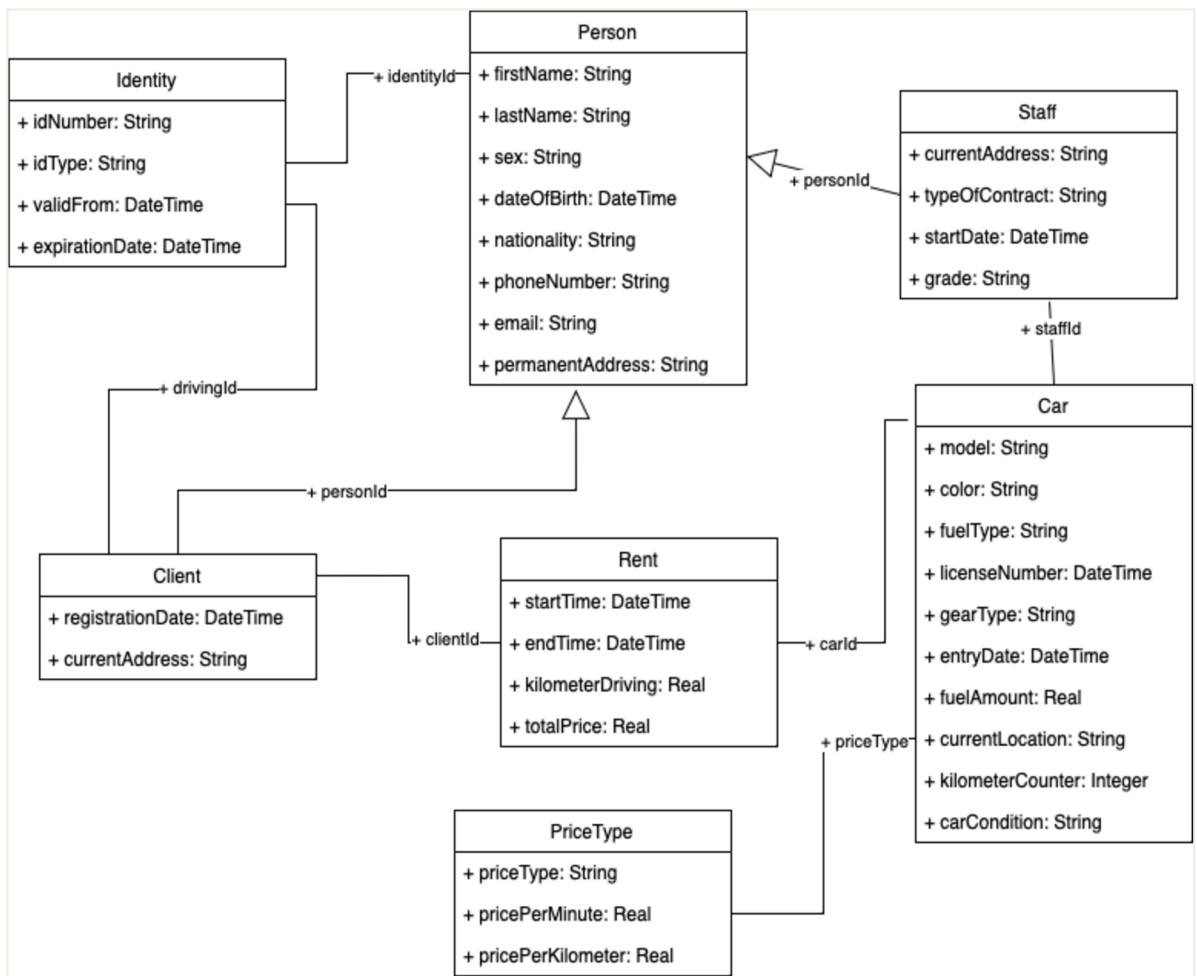 Person
+ firstName: String
+ lastName: String
+ sex: String
+ dateOfBirth: DateTime
+ nationality: String
+ phoneNumber: String
+ email: String
+ permanentAddress: String
Identity
+ idNumber: String
+ idType: String
+ validFrom: DateTime
+ expirationDate: DateTime
+ identityId
Staff
+ currentAddress: String
+ typeOfContract: String
+ startDate: DateTime
+ grade: String
+ personId
+ staffId
+ drivingId
+ personId
Car
+ model: String
+ color: String
+ fuelType: String
+ licenseNumber: DateTime
+ gearType: String
+ entryDate: DateTime
+ fuelAmount: Real
+ currentLocation: String
+ kilometerCounter: Integer
+ carCondition: String
Client
+ registrationDate: DateTime
+ currentAddress: String
+ clientId
Rent
+ startTime: DateTime
+ endTime: DateTime
+ kilometerDriving: Real
+ totalPrice: Real
+ carId
+ priceType
PriceType
+ priceType: String
+ pricePerMinute: Real
+ pricePerKilometer: Real